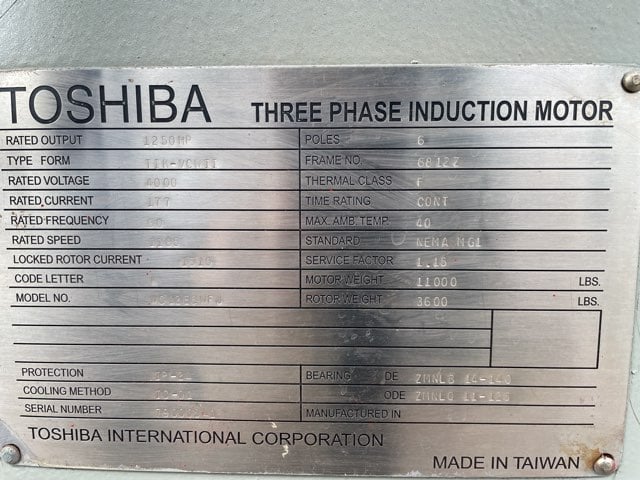 TOSHIBA THREE PHASE INDUCTION MOTOR
RATED OUTPUT 1250HP POLES 6
TYPE FORM FRAME NO. 6812Z
RATED VOLTAGE 4000 THERMAL CLASS F
RATED CURRENT 177 TIME RATING CONT
RATED FREQUENCY MAX. AMB. TEMP. 40
RATED SPEED STANDARD NEMA MG1
LOCKED ROTOR CURRENT SERVICE FACTOR 1.15
CODE LETTER MOTOR WEIGHT 11000 LBS.
MODEL NO. ROTOR WEIGHT 3600 LBS.
PROTECTION BEARING DE
COOLING METHOD ODE
SERIAL NUMBER MANUFACTURED IN
TOSHIBA INTERNATIONAL CORPORATION
MADE IN TAIWAN